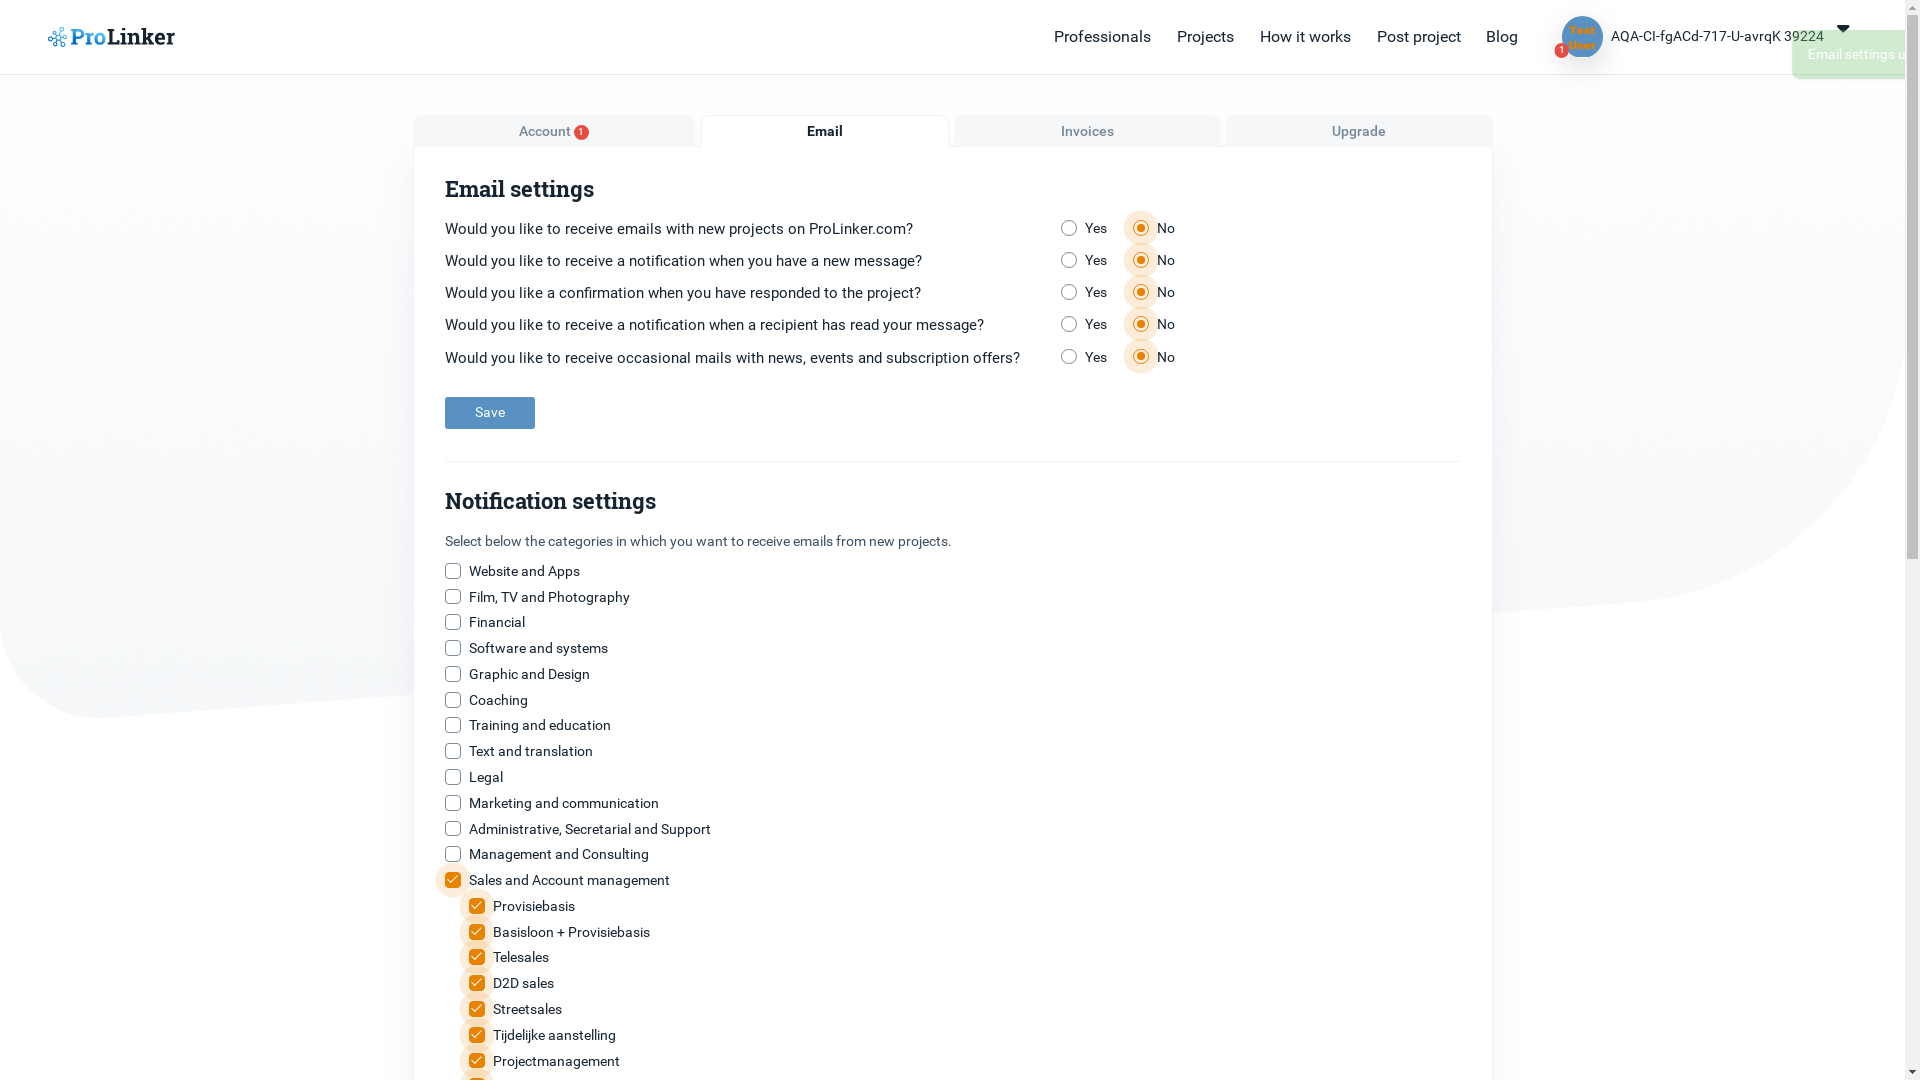 ProLinker
Professionals
Projects
How it works
Post project
Blog
Test
User
1
AQA-CI-fgACd-717-U-avrqK 39224
Email settings
Account 1
Email
Invoices
Upgrade
Email settings
Would you like to receive emails with new projects on ProLinker.com? Yes No
Would you like to receive a notification when you have a new message? Yes No
Would you like a confirmation when you have responded to the project? Yes No
Would you like to receive a notification when a recipient has read your message? Yes No
Would you like to receive occasional mails with news, events and subscription offers? Yes No
Save
Notification settings
Select below the categories in which you want to receive emails from new projects.
Website and Apps
Film, TV and Photography
Financial
Software and systems
Graphic and Design
Coaching
Training and education
Text and translation
Legal
Marketing and communication
Administrative, Secretarial and Support
Management and Consulting
Sales and Account management
Provisiebasis
Basisloon + Provisiebasis
Telesales
D2D sales
Streetsales
Tijdelijke aanstelling
Projectmanagement